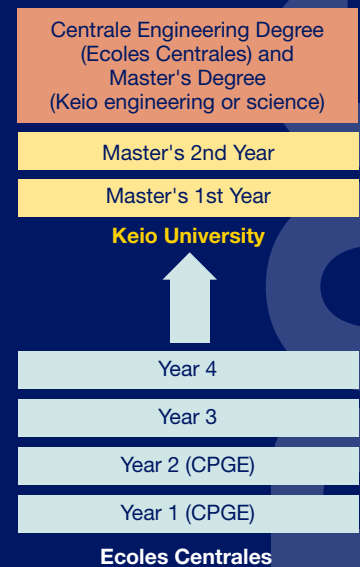 Centrale Engineering Degree
(Ecoles Centrales) and
Master's Degree
(Keio engineering or science)
Master's 2nd Year
Master's 1st Year
Keio University
Year 4
Year 3
Year 2 (CPGE)
Year 1 (CPGE)
Ecoles Centrales